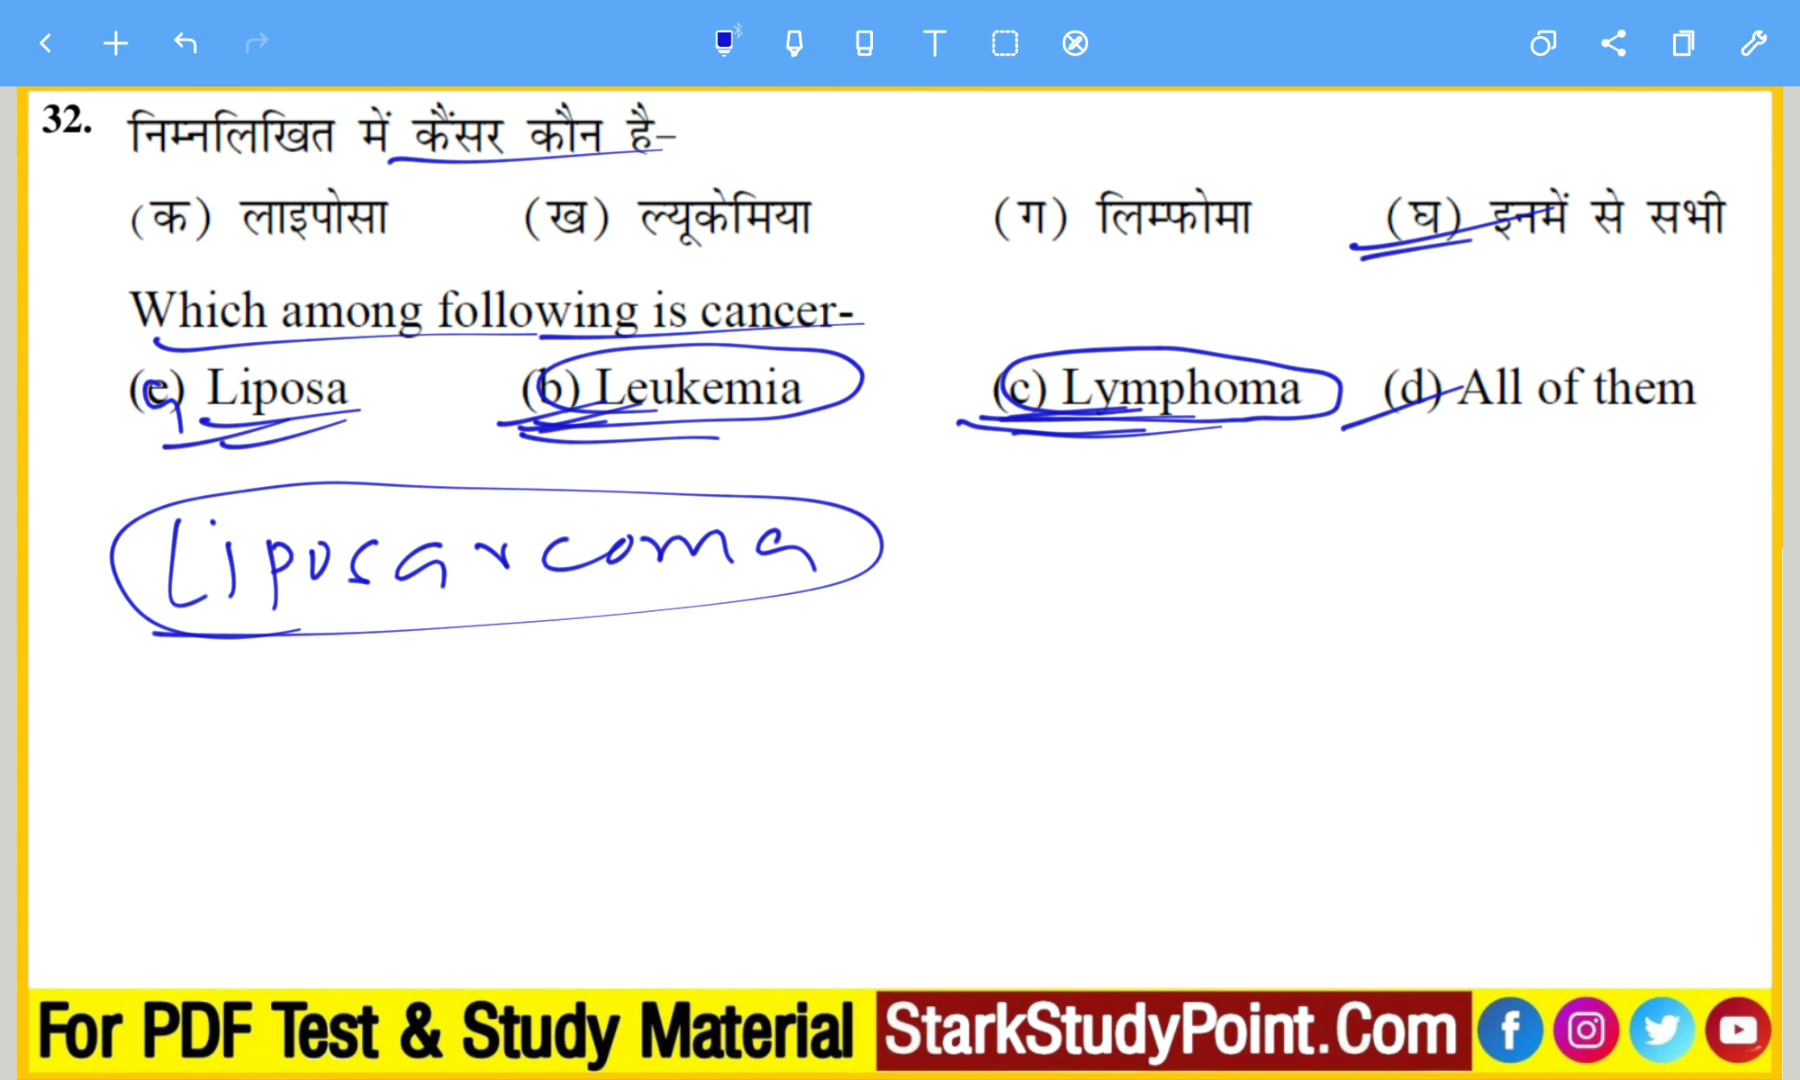 32. निम्नलिखित में कैंसर कौन है–
(क) लाइपोसा (ख) ल्यूकेमिया (ग) लिम्फोमा (घ) इनमें से सभी
Which among following is cancer-
(e) Liposa (b) Leukemia (c) Lymphoma (d) All of them
Liposarcoma
For PDF Test & Study Material StarkStudyPoint.Com